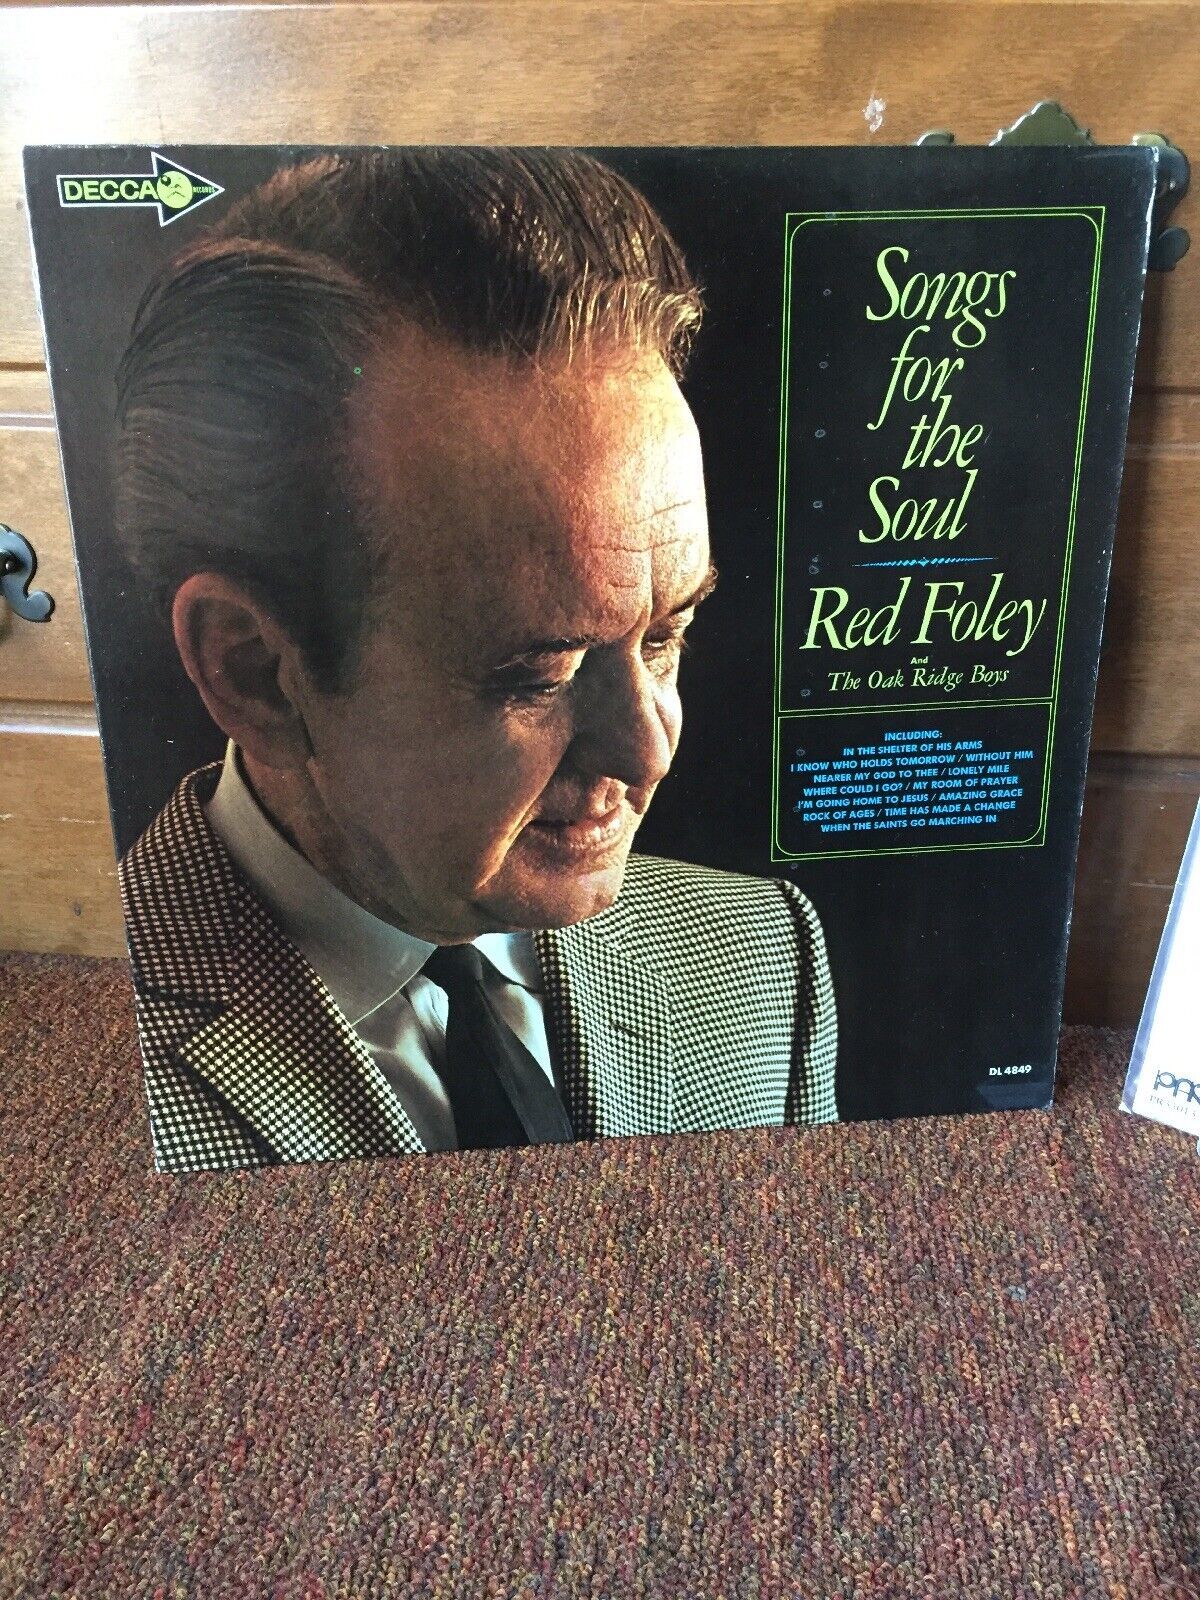 DECCA RECORDS
Songs
for
the
Soul
Red Foley
And
The Oak Ridge Boys
INCLUDING:
IN THE SHELTER OF HIS ARMS
I KNOW WHO HOLDS TOMORROW / WITHOUT HIM
NEARER MY GOD TO THEE / LONELY MILE
WHERE COULD I GO? / MY ROOM OF PRAYER
I'M GOING HOME TO JESUS / AMAZING GRACE
ROCK OF AGES / TIME HAS MADE A CHANGE
WHEN THE SAINTS GO MARCHING IN
DL 4849